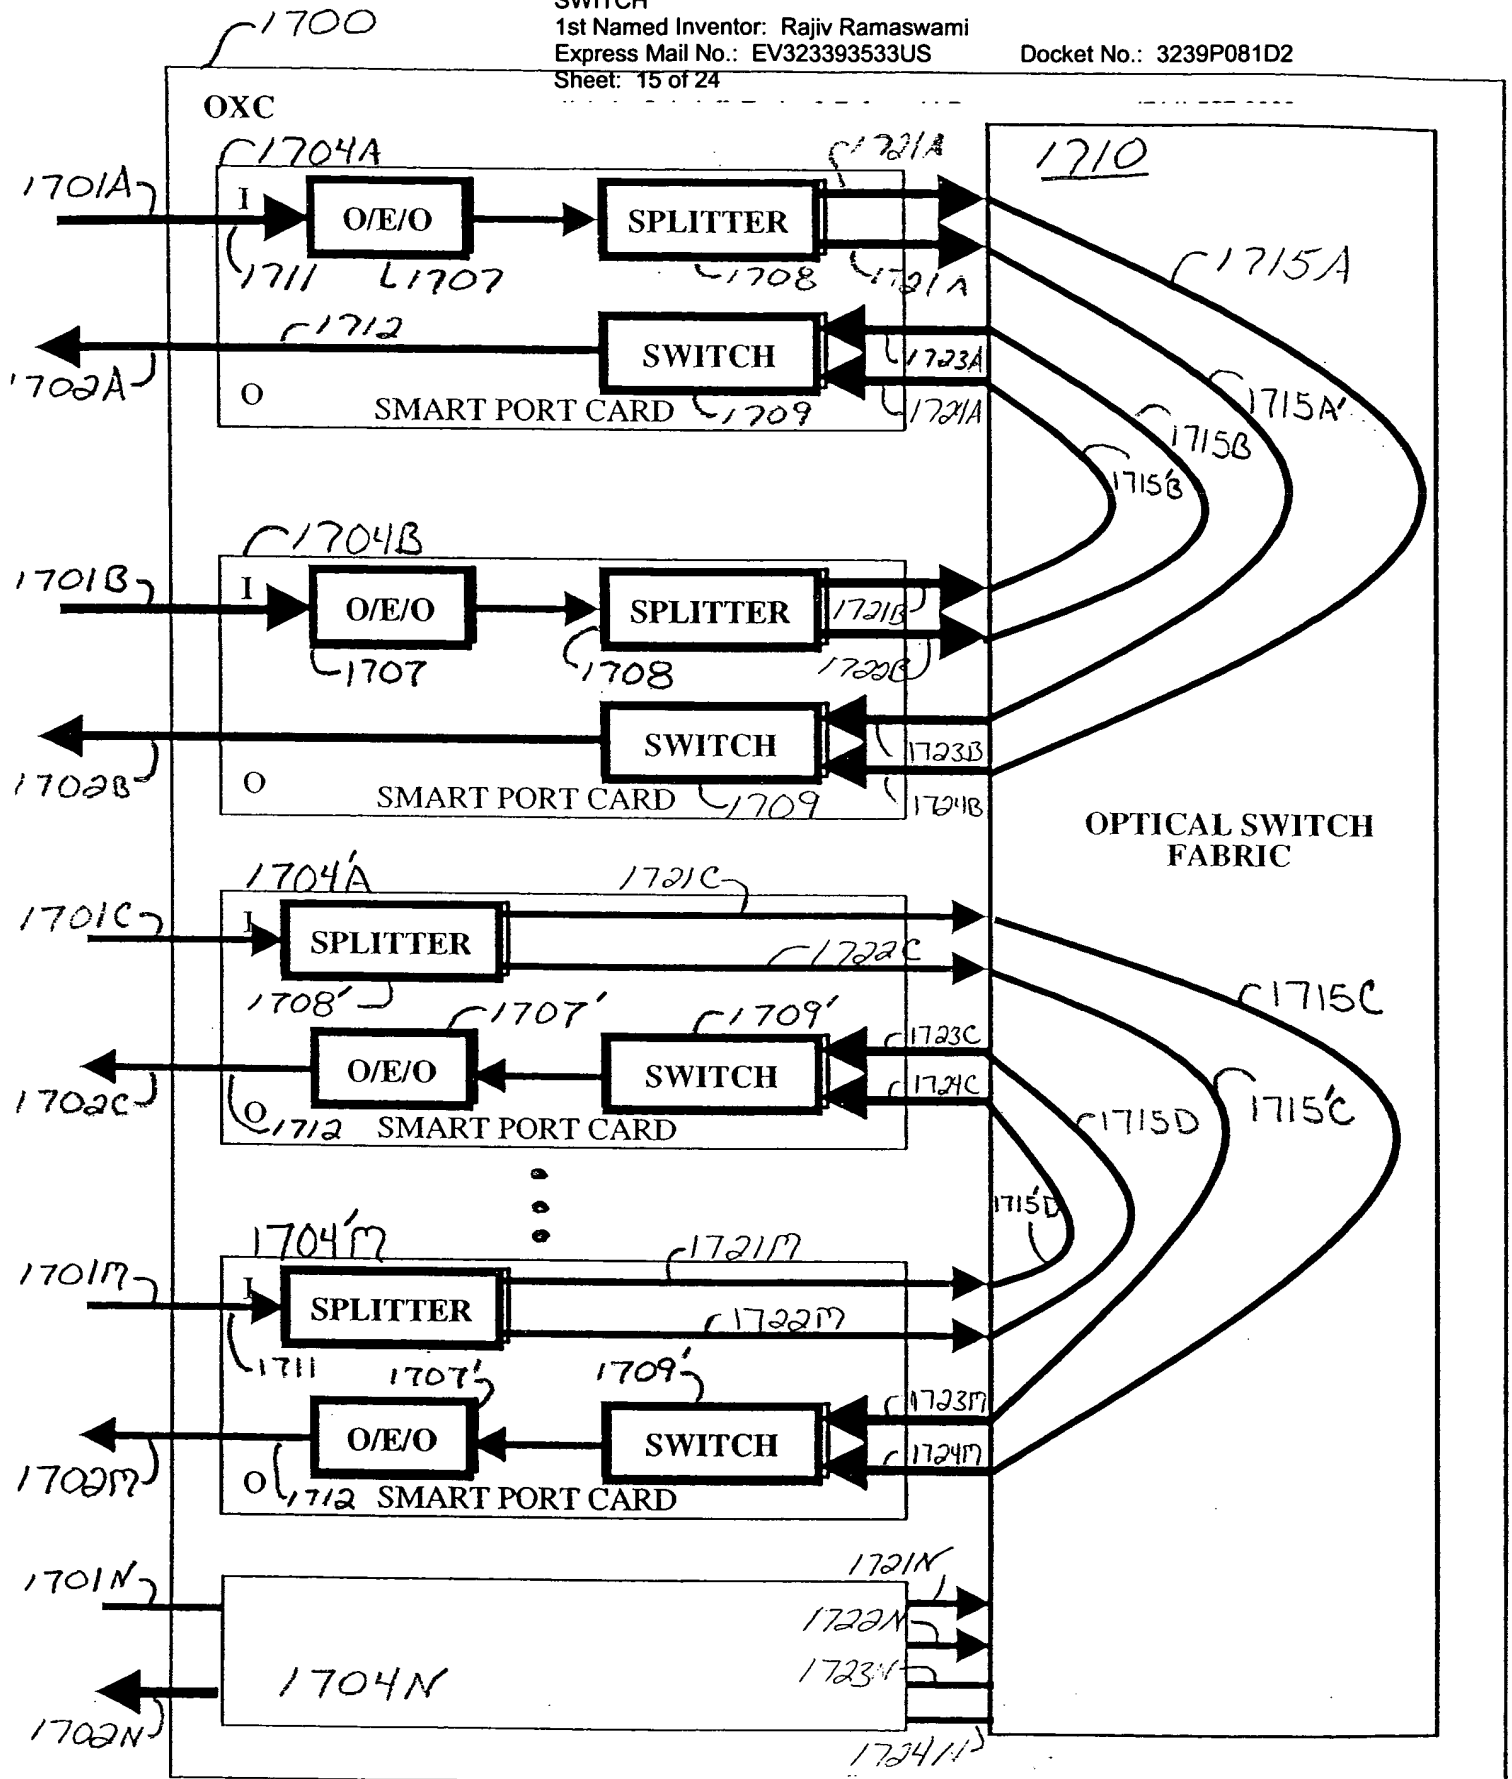 SWITCH
1st Named Inventor: Rajiv Ramaswami
Express Mail No.: EV323393533US Docket No.: 3239P081D2
Sheet: 15 of 24
1700
OXC
1704A
1721A
1710
1701A
I
O/E/O
SPLITTER
1711
1707
1708
1721A
1715A
1712
SWITCH
1723A
1702A
O
SMART PORT CARD
1709
1724A
1715A'
1715B
1715'B
1704B
1701B
I
O/E/O
SPLITTER
1721B
1707
1708
1722B
SWITCH
1723B
1702B
O
SMART PORT CARD
1709
1724B
OPTICAL SWITCH
FABRIC
1704'A
1721C
1701C
I
SPLITTER
1722C
1708'
1707'
1709'
1715C
1723C
O/E/O
SWITCH
1724C
1702C
O
1712
SMART PORT CARD
1715D
1715'C
1715'D
1704'M
1721M
1701M
I
SPLITTER
1722M
1711
1707'
1709'
1723M
O/E/O
SWITCH
1724M
1702M
O
1712
SMART PORT CARD
1701N
1721N
1722N
1704N
1723N
1702N
1724N